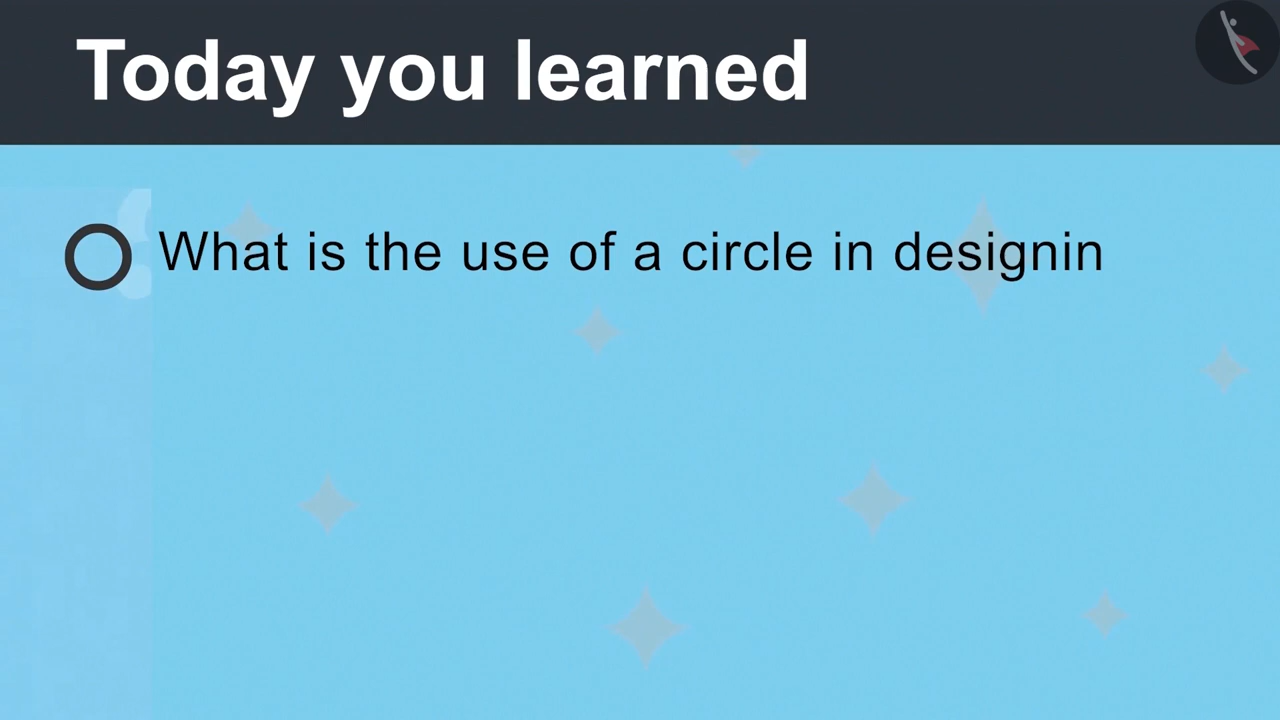 Today you learned
What is the use of a circle in designin